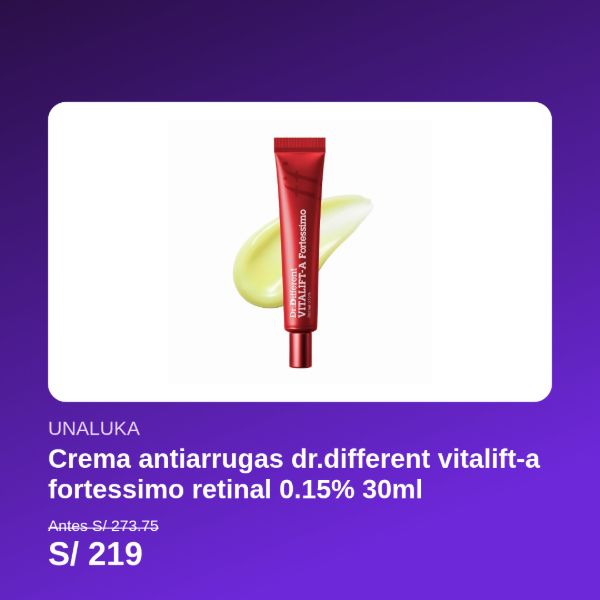 Dr.Different
VITALIFT-A Fortessimo
UNALUKA
Crema antiarrugas dr.different vitalift-a
fortessimo retinal 0.15% 30ml
Antes S/ 273.75
S/ 219